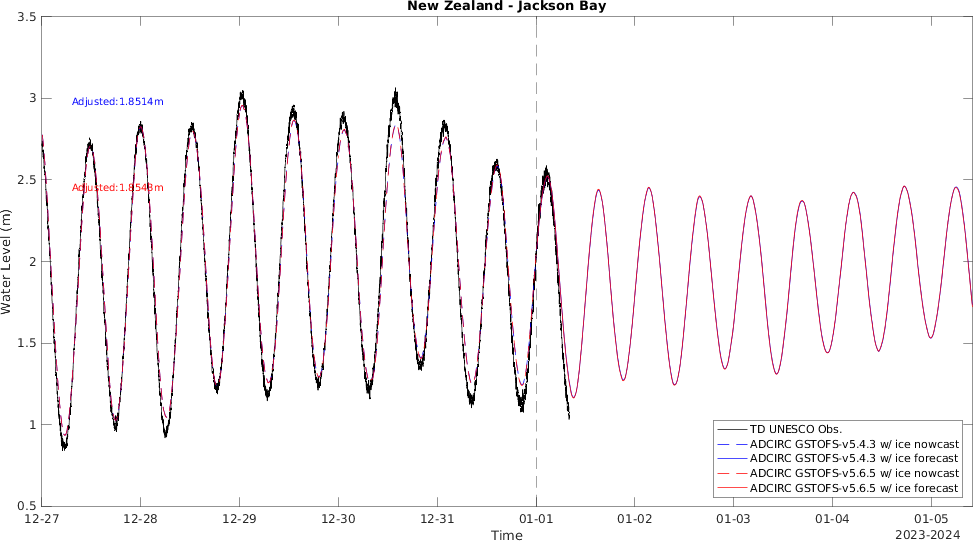 New Zealand - Jackson Bay
3.5
3
2.5
2
1.5
1
0.5
Water Level (m)
Adjusted:1.8514m
Adjusted:1.8543m
TD UNESCO Obs.
ADCIRC GSTOFS-v5.4.3 w/ ice nowcast
ADCIRC GSTOFS-v5.4.3 w/ ice forecast
ADCIRC GSTOFS-v5.6.5 w/ ice nowcast
ADCIRC GSTOFS-v5.6.5 w/ ice forecast
12-27 12-28 12-29 12-30 12-31 01-01 01-02 01-03 01-04 01-05
Time
2023-2024